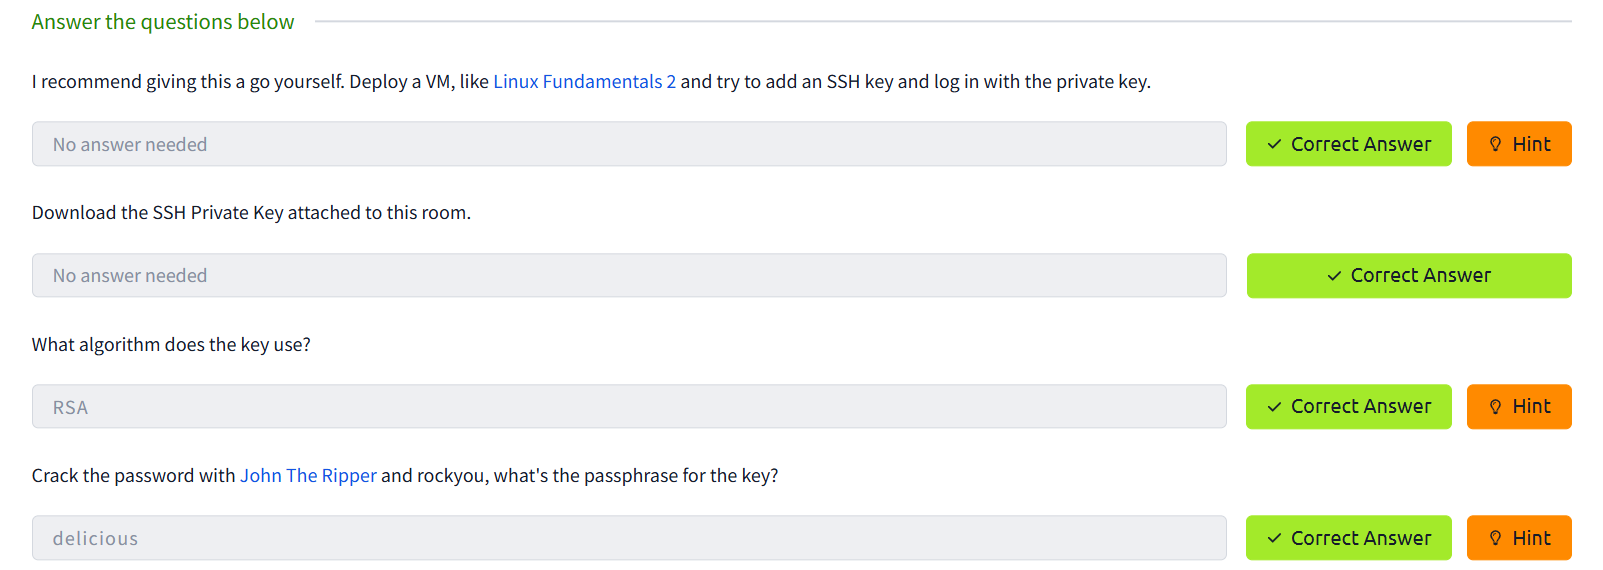 Answer the questions below
I recommend giving this a go yourself. Deploy a VM, like Linux Fundamentals 2 and try to add an SSH key and log in with the private key.
No answer needed
Correct Answer
Hint
Download the SSH Private Key attached to this room.
No answer needed
Correct Answer
What algorithm does the key use?
RSA
Correct Answer
Hint
Crack the password with John The Ripper and rockyou, what's the passphrase for the key?
delicious
Correct Answer
Hint